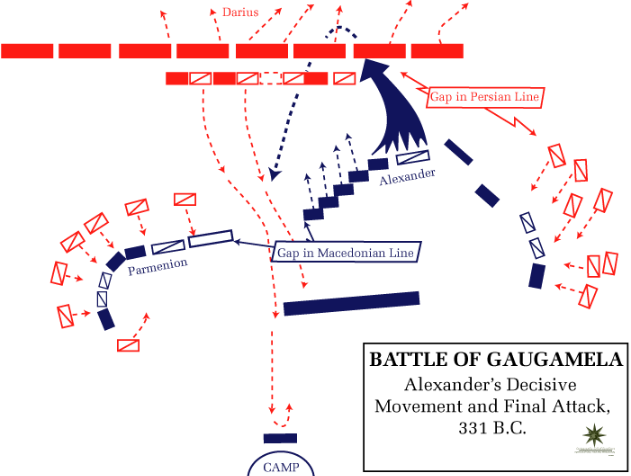 Darius
Gap in Persian Line
Alexander
Gap in Macedonian Line
Parmenion
CAMP
BATTLE OF GAUGAMELA
Alexander's Decisive
Movement and Final Attack,
331 B.C.